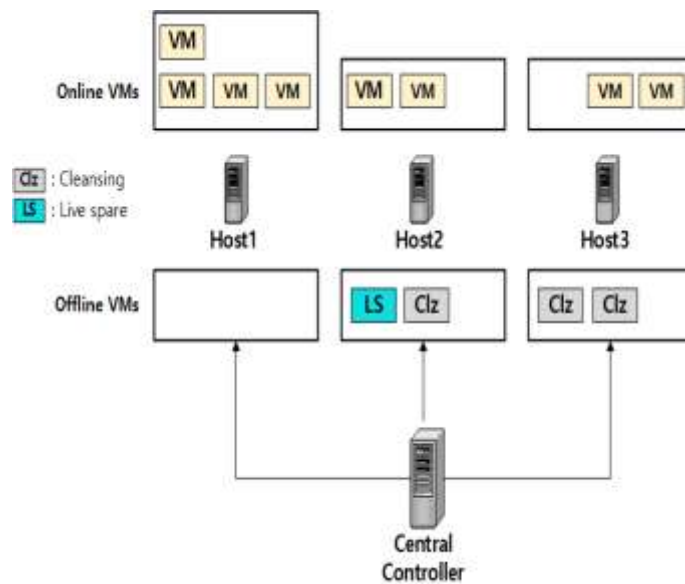 VM
VM VM VM VM VM VM VM
Online VMs
Clz : Cleansing
LS : Live spare
Host1 Host2 Host3
Offline VMs
LS Clz Clz Clz
Central
Controller